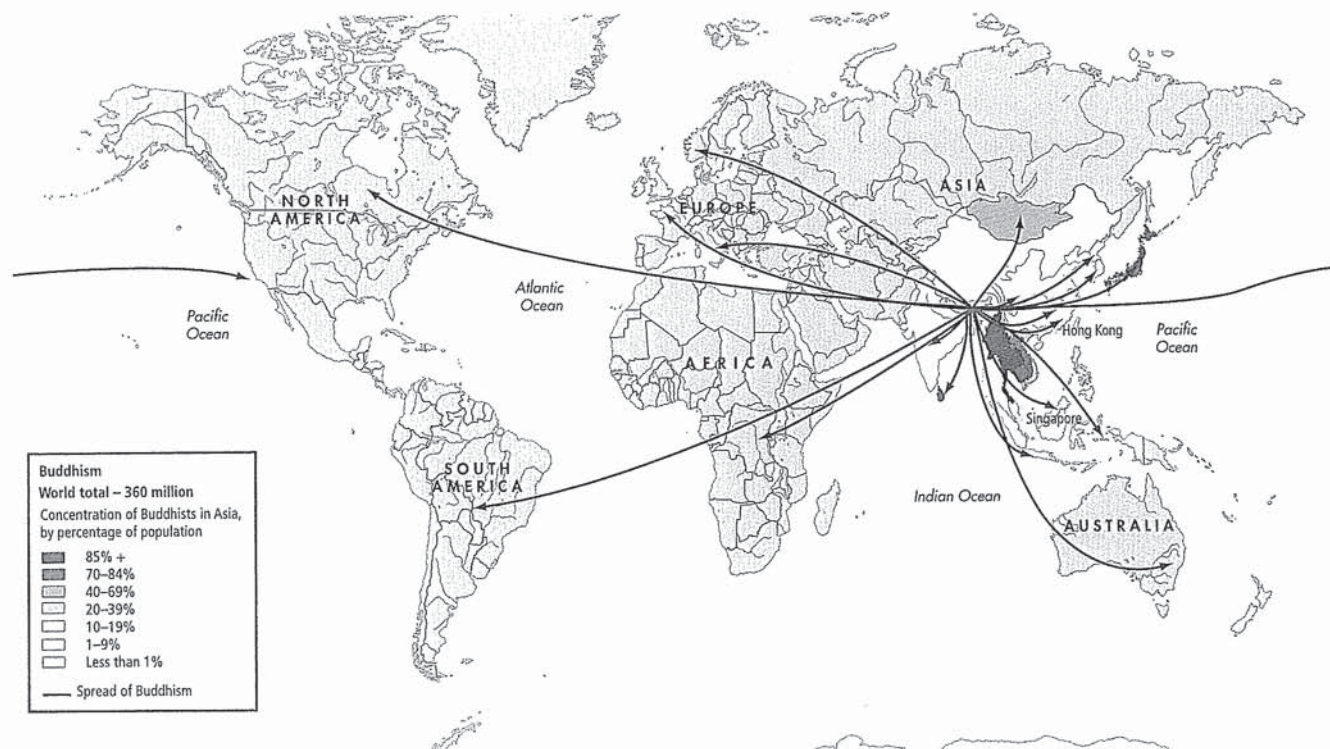 ASIA
NORTH
AMERICA
EUROPE
Atlantic
Ocean
Pacific
Ocean
Hong Kong
Pacific
Ocean
AFRICA
Singapore
SOUTH
AMERICA
Indian Ocean
AUSTRALIA
Buddhism
World total – 360 million
Concentration of Buddhists in Asia,
by percentage of population
85% +
70–84%
40–69%
20–39%
10–19%
1–9%
Less than 1%
Spread of Buddhism